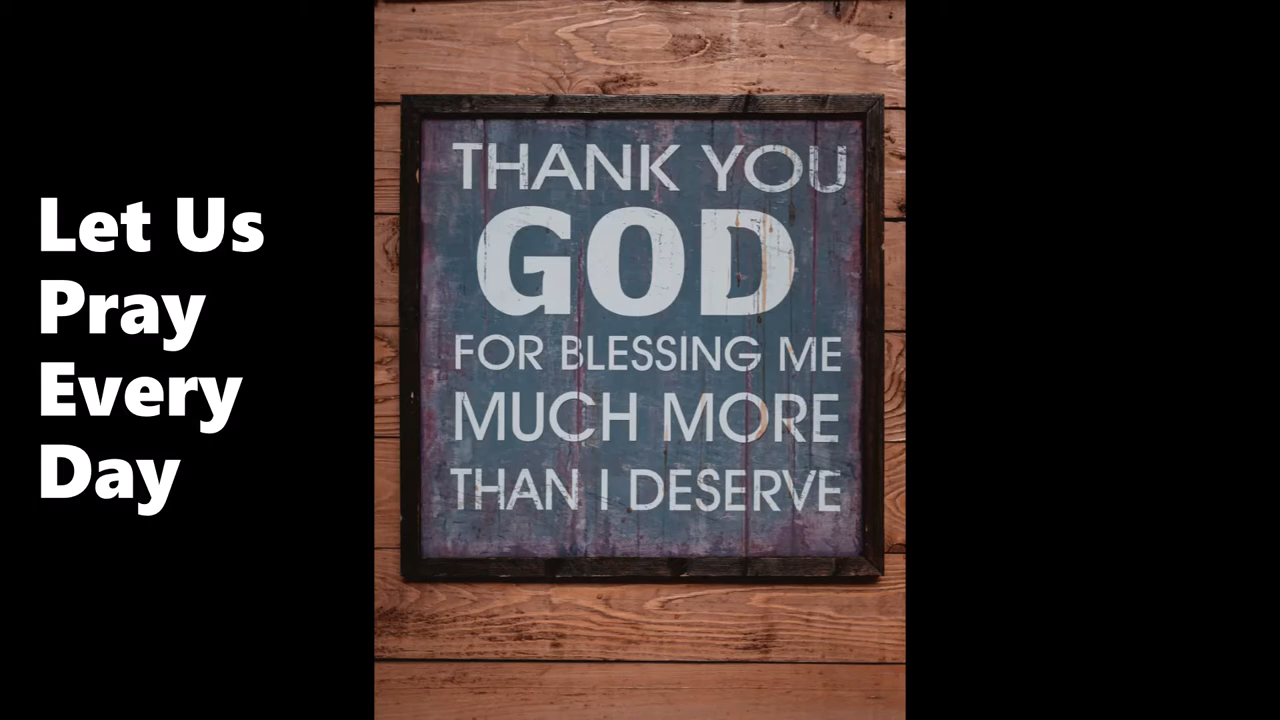 Let Us
Pray
Every
Day
THANK YOU
GOD
FOR BLESSING ME
MUCH MORE
THAN I DESERVE